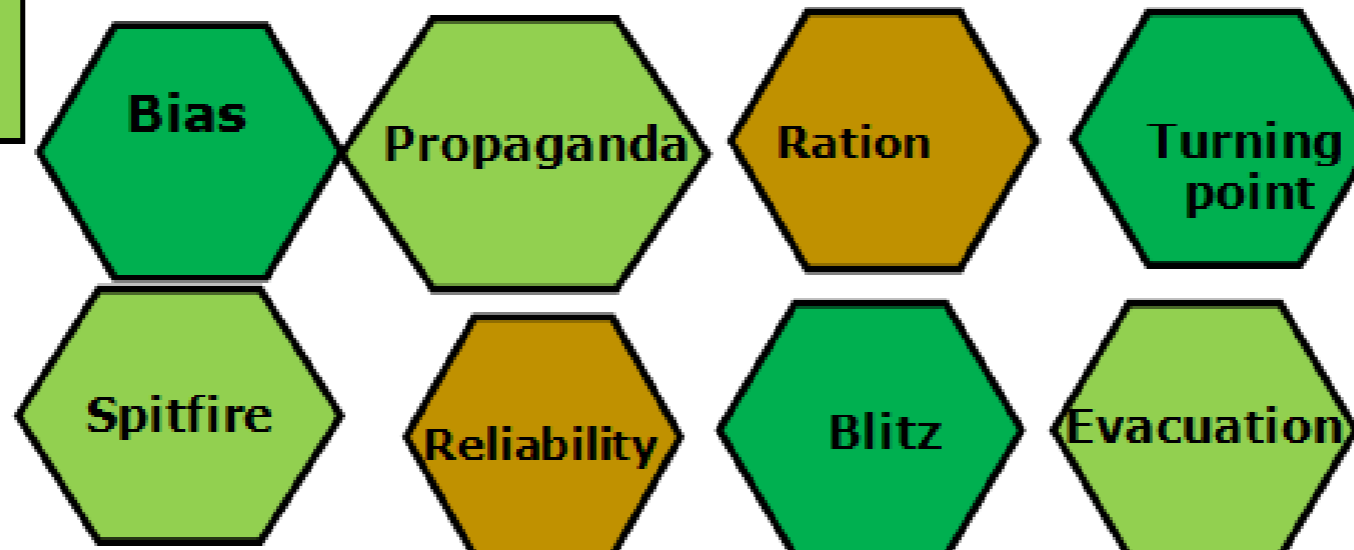 Bias
Propaganda
Ration
Turning
point
Spitfire
Reliability
Blitz
Evacuation